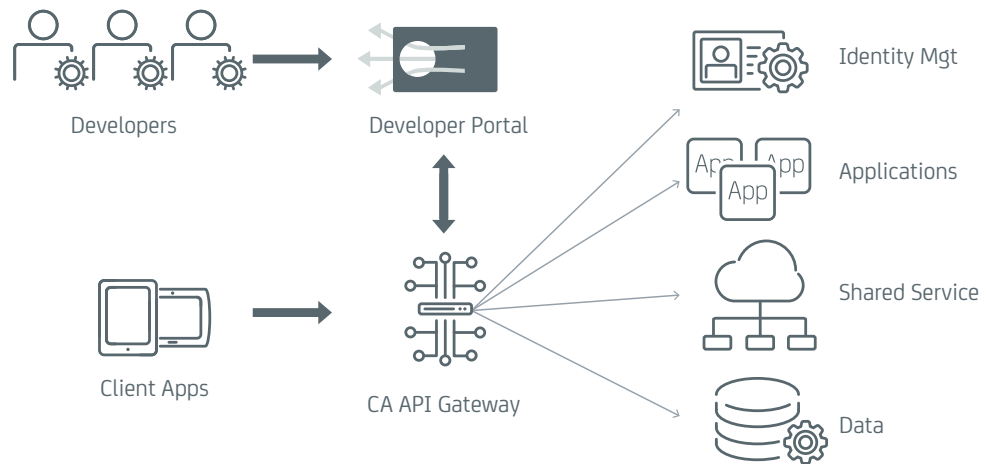 Developers
Developer Portal
Identity Mgt
App
App
App
Applications
Shared Service
Client Apps
CA API Gateway
Data